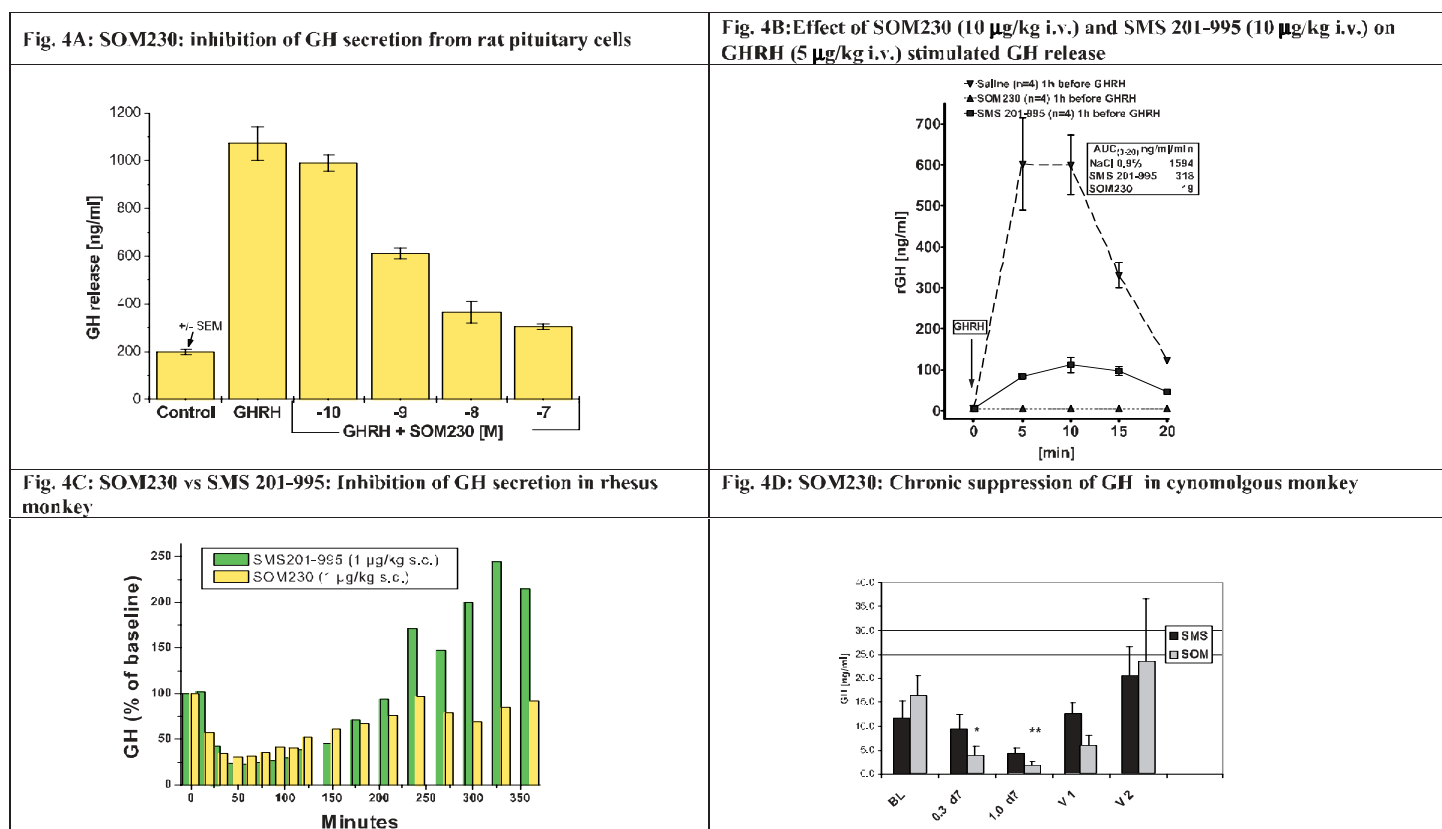 Fig. 4A: SOM230: inhibition of GH secretion from rat pituitary cells
1200
1000
800
600
400
200
0
GH release [ng/ml]
+/- SEM
Control GHRH -10 -9 -8 -7
GHRH + SOM230 [M]
Fig. 4B:Effect of SOM230 (10 µg/kg i.v.) and SMS 201-995 (10 µg/kg i.v.) on
GHRH (5 µg/kg i.v.) stimulated GH release
Saline (n=4) 1h before GHRH
SOM230 (n=4) 1h before GHRH
SMS 201-995 (n=4) 1h before GHRH
700
600
500
400
300
200
100
0
rGH [ng/ml]
ng/ml/min
NaCl 0,9% 1594
SMS 201-995 318
SOM230
GHRH
0 5 10 15 20
[min]
Fig. 4C: SOM230 vs SMS 201-995: Inhibition of GH secretion in rhesus
monkey
250
200
150
100
50
0
GH (% of baseline)
SMS201-995 (1 µg/kg s.c.)
SOM230 (1 µg/kg s.c.)
0 50 100 150 200 250 300 350
Minutes
Fig. 4D: SOM230: Chronic suppression of GH in cynomolgous monkey
40.0
35.0
30.0
25.0
20.0
15.0
10.0
5.0
0.0
GH [ng/ml]
SMS
SOM
* **
BL 0.3 d7 1.0 d7 V 1 V 2